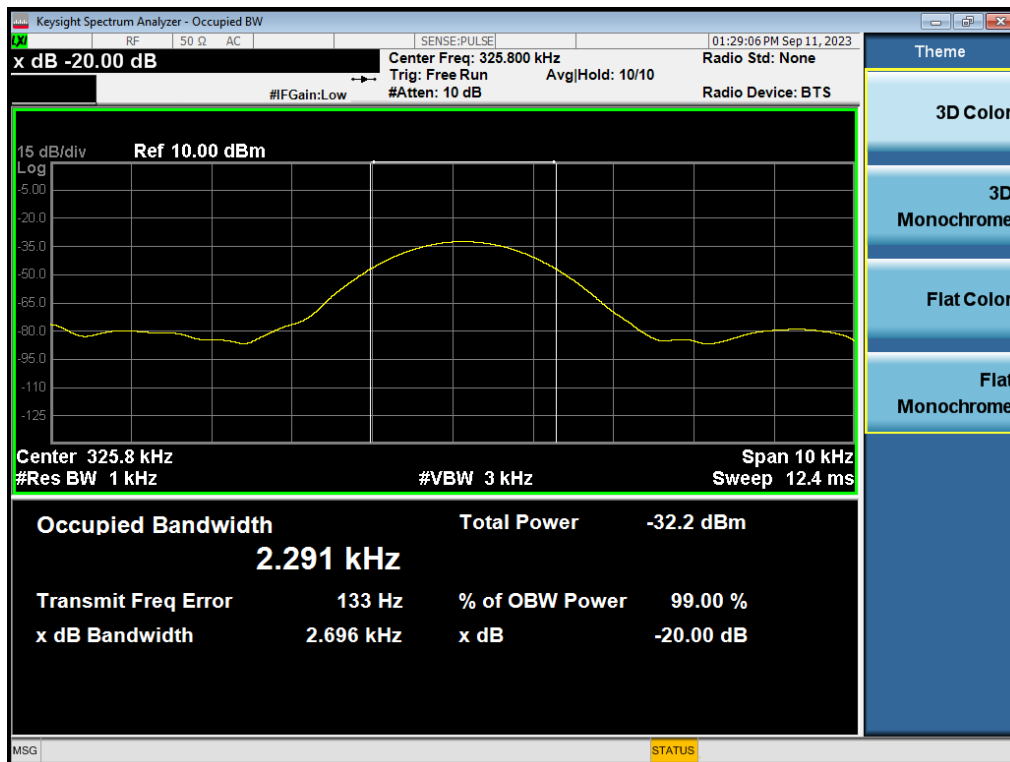 Keysight Spectrum Analyzer - Occupied BW
LXI RF 50 Ω AC SENSE:PULSE 01:29:06 PM Sep 11, 2023
x dB -20.00 dB
Center Freq: 325.800 kHz Radio Std: None
Trig: Free Run Avg|Hold: 10/10
#IFGain:Low #Atten: 10 dB Radio Device: BTS
15 dB/div Ref 10.00 dBm
Log
-5.00
-20.0
-35.0
-50.0
-65.0
-80.0
-95.0
-110
-125
Center 325.8 kHz Span 10 kHz
#Res BW 1 kHz #VBW 3 kHz Sweep 12.4 ms
Occupied Bandwidth Total Power -32.2 dBm
2.291 kHz
Transmit Freq Error 133 Hz % of OBW Power 99.00 %
x dB Bandwidth 2.696 kHz x dB -20.00 dB
MSG STATUS
Theme
3D Color
3D
Monochrome
Flat Color
Flat
Monochrome